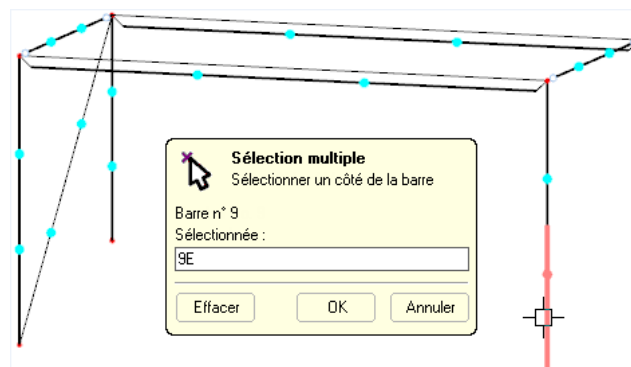 Sélection multiple
Sélectionner un côté de la barre
Barre n° 9
Sélectionnée :
9E
Effacer OK Annuler